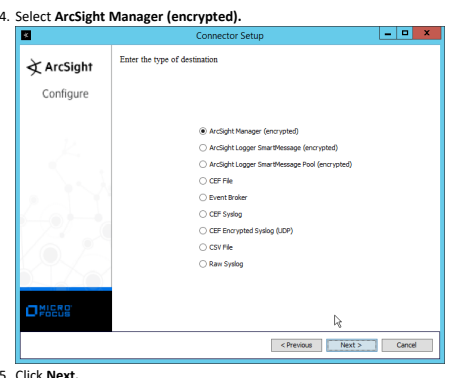 4. Select ArcSight Manager (encrypted).
Connector Setup
ArcSight
Configure
Enter the type of destination
ArcSight Manager (encrypted)
ArcSight Logger SmartMessage (encrypted)
ArcSight Logger SmartMessage Pool (encrypted)
CEF File
Event Broker
CEF Syslog
CEF Encrypted Syslog (UDP)
CSV File
Raw Syslog
MICRO
FOCUS
< Previous Next > Cancel
5. Click Next.